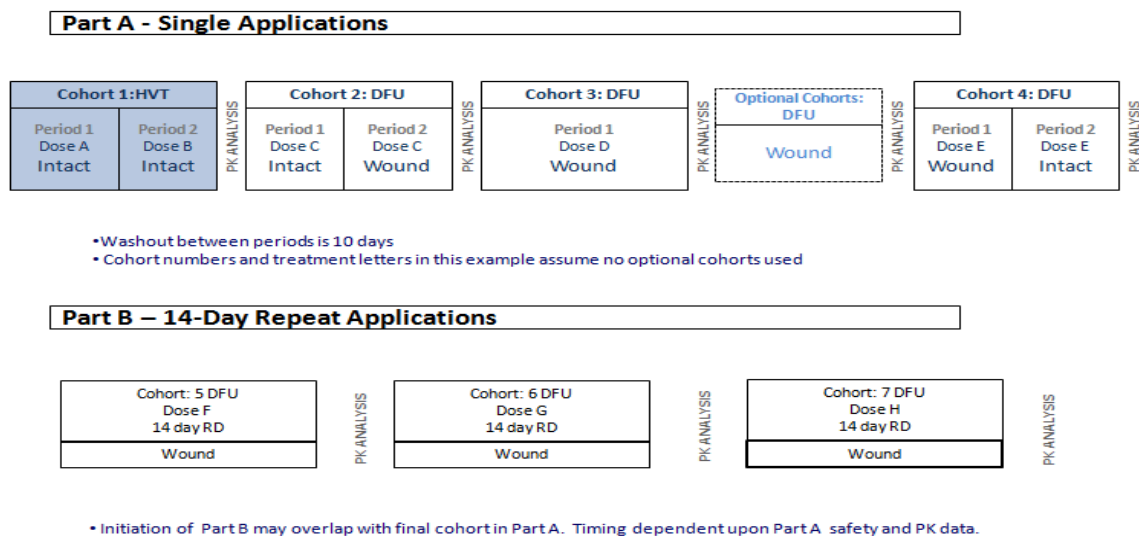 Part A - Single Applications
Cohort 1:HVT
Period 1
Dose A
Intact
Period 2
Dose B
Intact
PK ANALYSIS
Cohort 2: DFU
Period 1
Dose C
Intact
Period 2
Dose C
Wound
PK ANALYSIS
Cohort 3: DFU
Period 1
Dose D
Wound
PK ANALYSIS
Optional Cohorts:
DFU
Wound
PK ANALYSIS
Cohort 4: DFU
Period 1
Dose E
Wound
Period 2
Dose E
Intact
PK ANALYSIS
•Washout between periods is 10 days
• Cohort numbers and treatment letters in this example assume no optional cohorts used
Part B – 14-Day Repeat Applications
Cohort: 5 DFU
Dose F
14 day RD
Wound
PK ANALYSIS
Cohort: 6 DFU
Dose G
14 day RD
Wound
PK ANALYSIS
Cohort: 7 DFU
Dose H
14 day RD
Wound
PK ANALYSIS
• Initiation of Part B may overlap with final cohort in Part A. Timing dependent upon Part A safety and PK data.